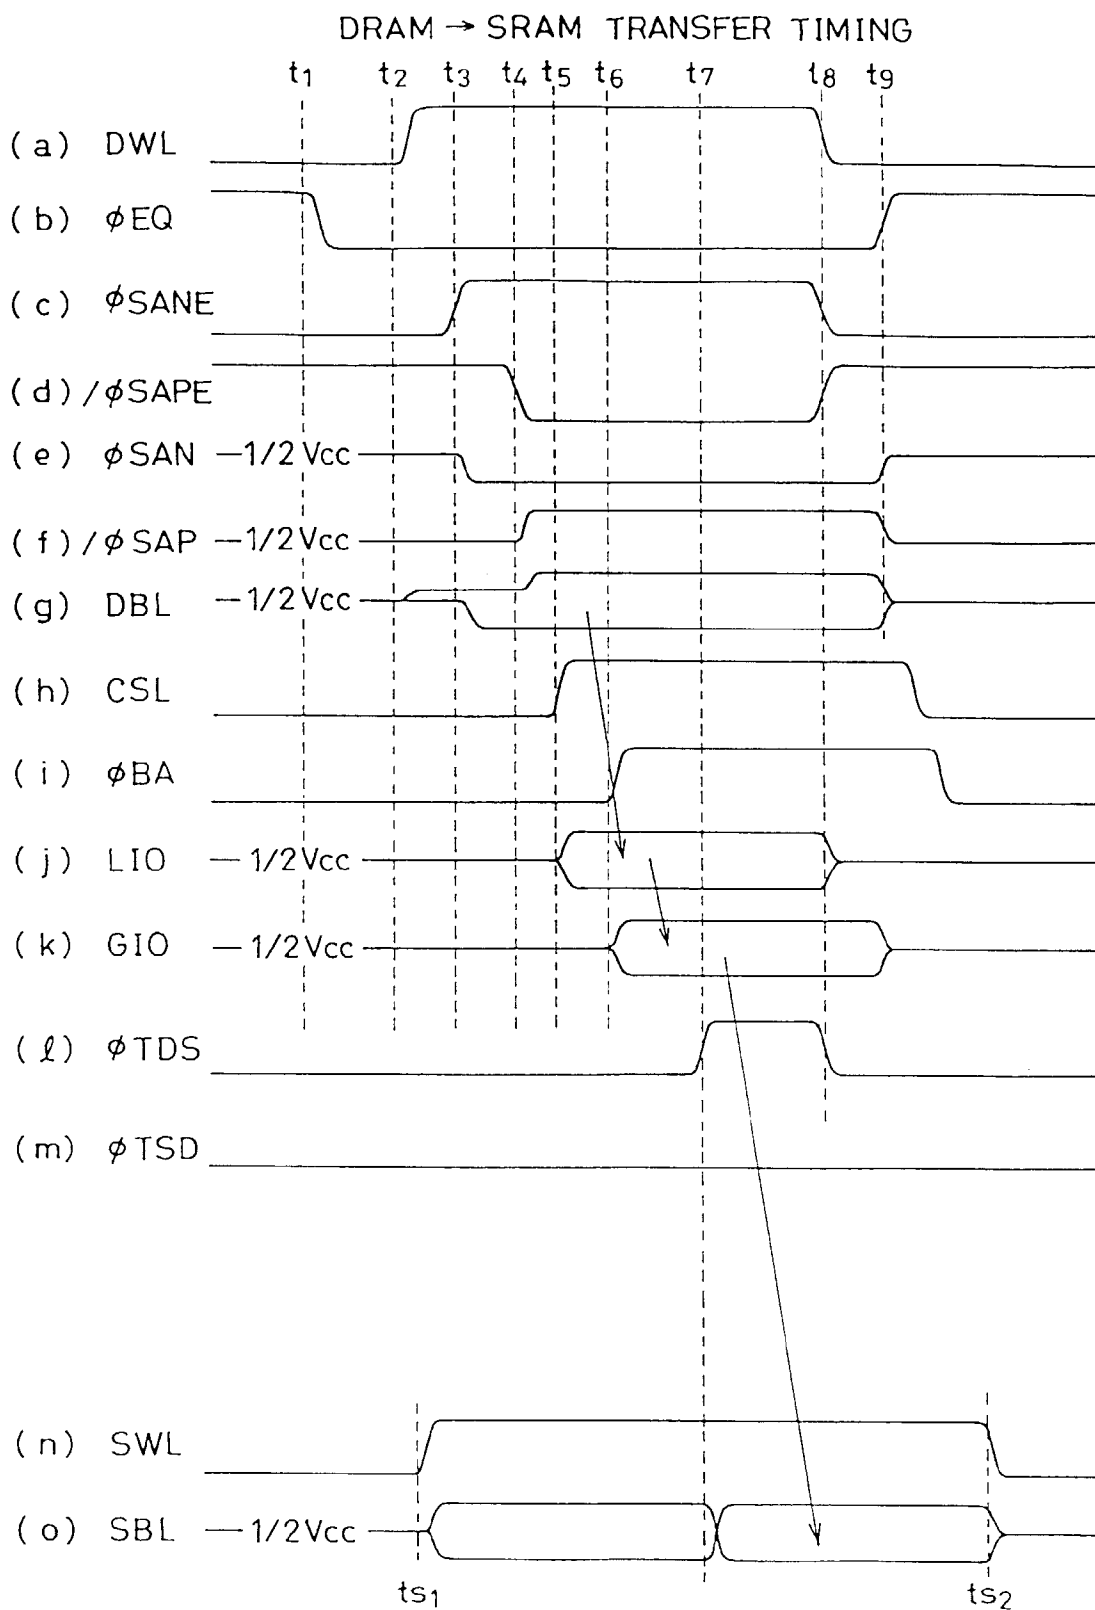 DRAM → SRAM TRANSFER TIMING
t1 t2 t3 t4 t5 t6 t7 t8 t9
(a) DWL
(b) φEQ
(c) φSANE
(d) /φSAPE
(e) φSAN 1/2 Vcc
(f) /φSAP 1/2Vcc
(g) DBL 1/2 Vcc
(h) CSL
(i) φBA
(j) LIO 1/2Vcc
(k) GIO 1/2Vcc
(ℓ) φTDS
(m) φTSD
(n) SWL
(o) SBL 1/2Vcc
ts1 ts2